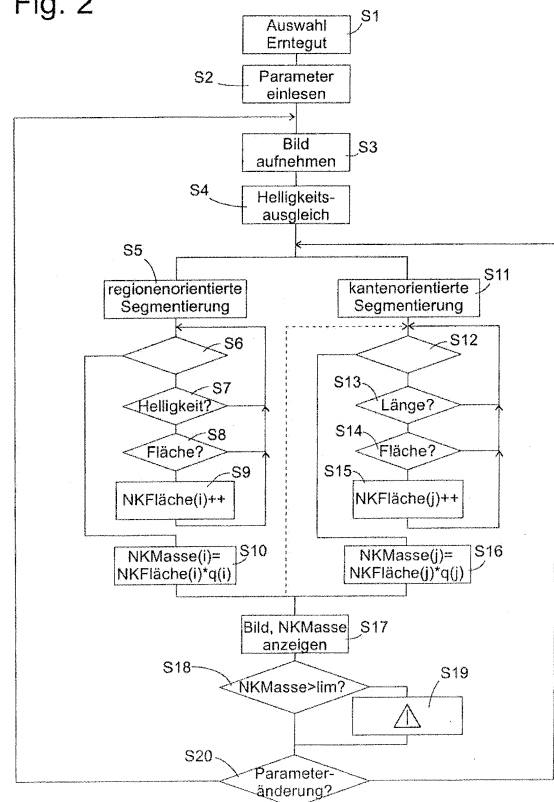 Fig. 2
S1
Auswahl
Erntegut
S2
Parameter
einlesen
S3
Bild
aufnehmen
S4
Helligkeits-
ausgleich
S5
regionenorientierte
Segmentierung
S11
kantenorientierte
Segmentierung
S6
S12
S7
Helligkeit?
S13
Länge?
S8
Fläche?
S14
Fläche?
S9
NKFläche(i)++
S15
NKFläche(j)++
NKMasse(i)=
NKFläche(i)*q(i)
S10
NKMasse(j)=
NKFläche(j)*q(j)
S16
Bild, NKMasse
anzeigen
S17
S18
NKMasse>lim?
S19
S20
Parameter-
änderung?